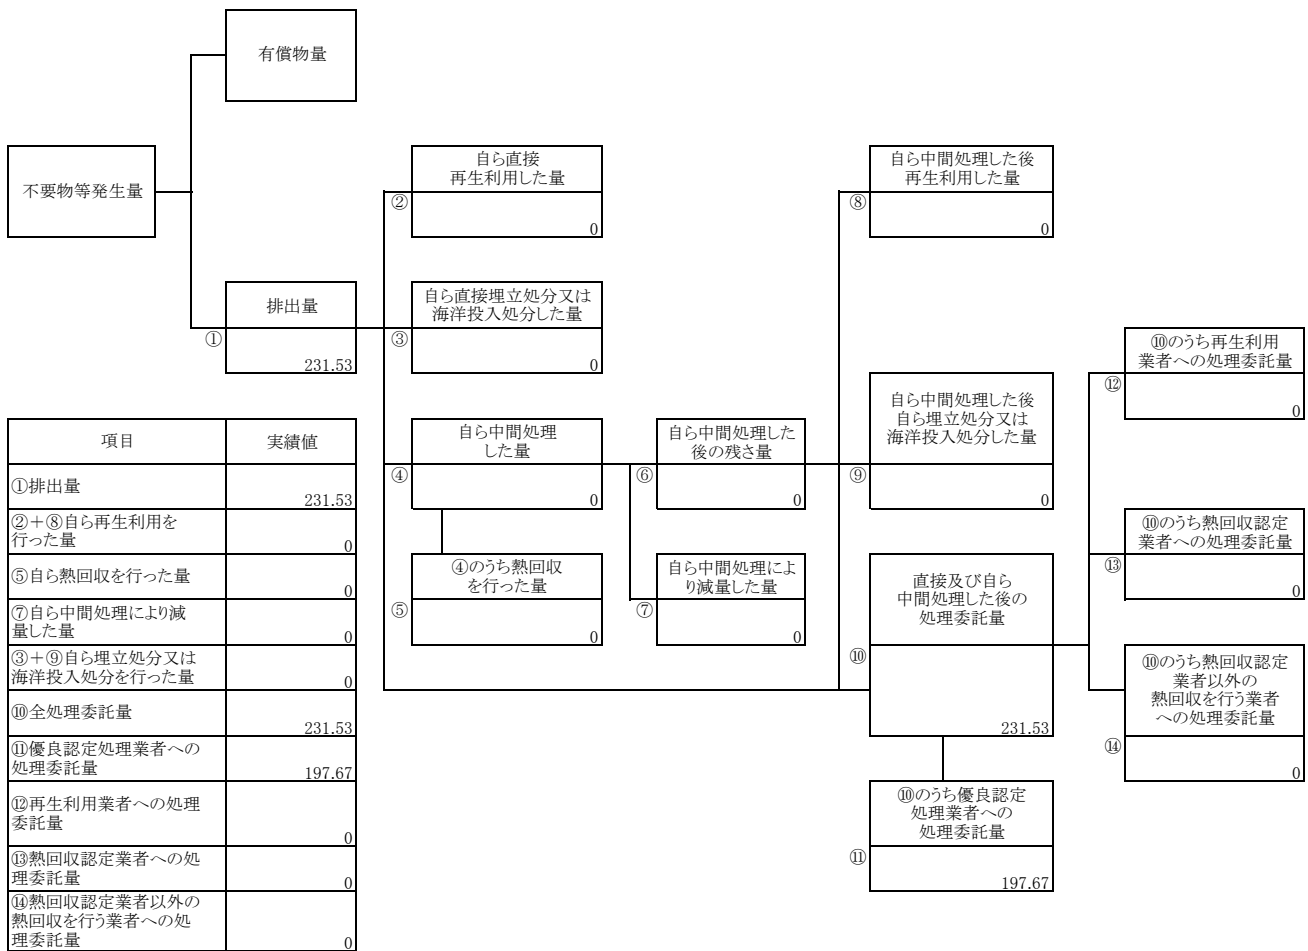 有償物量
不要物等発生量
排出量
①
231.53
自ら直接
再生利用した量
②
0
自ら直接埋立処分又は
海洋投入処分した量
③
0
自ら中間処理
した量
④
0
④のうち熱回収
を行った量
⑤
0
自ら中間処理した
後の残さ量
⑥
0
自ら中間処理によ
り減量した量
⑦
0
自ら中間処理した後
再生利用した量
⑧
0
自ら中間処理した後
自ら埋立処分又は
海洋投入処分した量
⑨
0
直接及び自ら
中間処理した後の
処理委託量
⑩
231.53
⑩のうち優良認定
処理業者への
処理委託量
⑪
197.67
⑩のうち再生利用
業者への処理委託量
⑫
0
⑩のうち熱回収認定
業者への処理委託量
⑬
0
⑩のうち熱回収認定
業者以外の
熱回収を行う業者
への処理委託量
⑭
0
項目 実績値
①排出量
231.53
②+⑧自ら再生利用を
行った量
0
⑤自ら熱回収を行った量
0
⑦自ら中間処理により減
量した量
0
③+⑨自ら埋立処分又は
海洋投入処分を行った量
0
⑩全処理委託量
231.53
⑪優良認定処理業者への
処理委託量
197.67
⑫再生利用業者への処理
委託量
0
⑬熱回収認定業者への処
理委託量
0
⑭熱回収認定業者以外の
熱回収を行う業者への処
理委託量
0